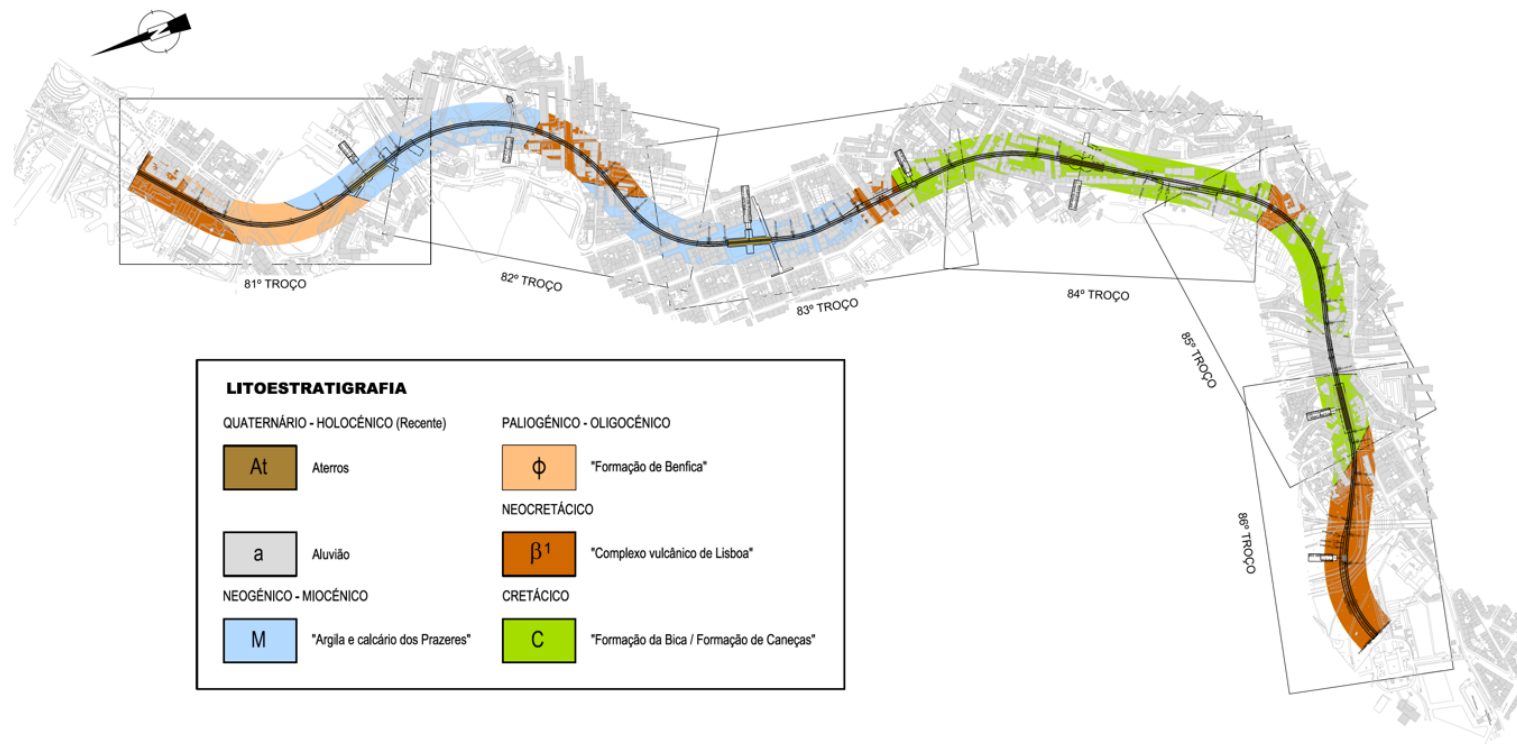 N
81º TROÇO
82º TROÇO
83º TROÇO
84º TROÇO
85º TROÇO
86º TROÇO
LITOESTRATIGRAFIA
QUATERNÁRIO - HOLOCÉNICO (Recente)
At
Aterros
a
Aluvião
NEOGÉNICO - MIOCÉNICO
M
"Argila e calcário dos Prazeres"
PALIOGÉNICO - OLIGOCÉNICO
ϕ
"Formação de Benfica"
NEOCRETÁCICO
β¹
"Complexo vulcânico de Lisboa"
CRETÁCICO
C
"Formação da Bica / Formação de Caneças"